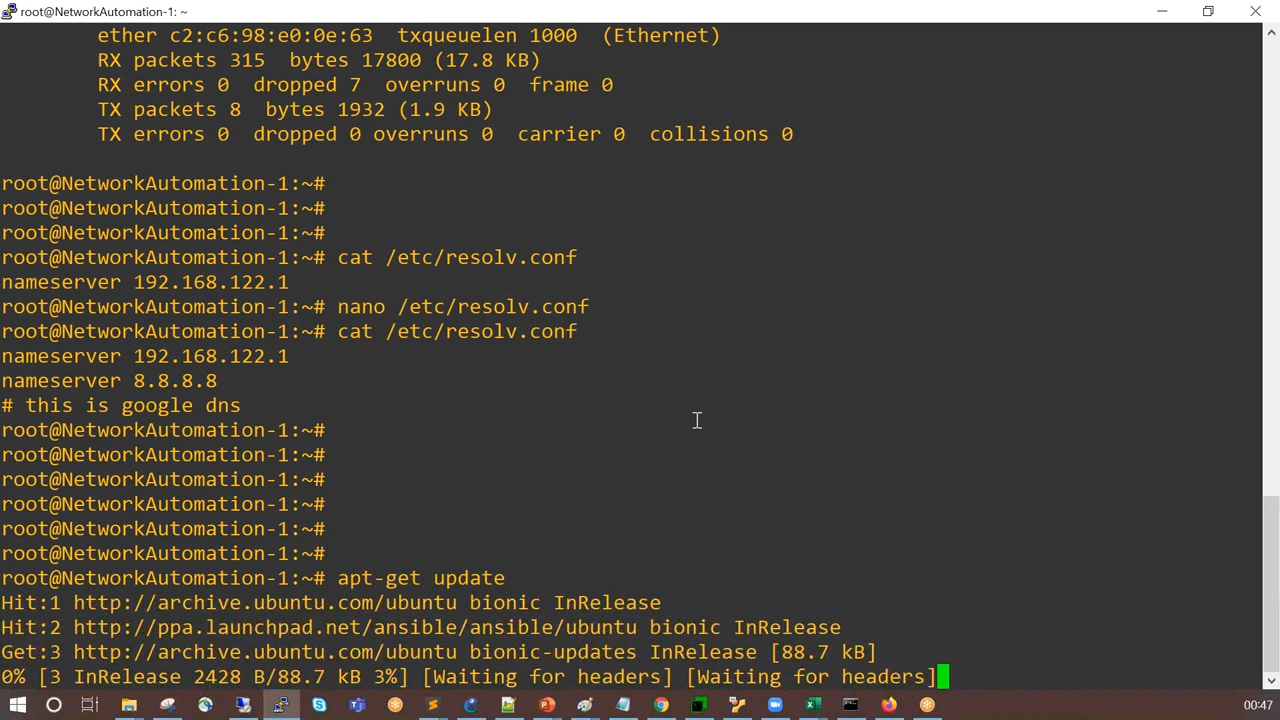 root@NetworkAutomation-1: ~
ether c2:c6:98:e0:0e:63  txqueuelen 1000  (Ethernet)
RX packets 315  bytes 17800 (17.8 KB)
RX errors 0  dropped 7  overruns 0  frame 0
TX packets 8  bytes 1932 (1.9 KB)
TX errors 0  dropped 0 overruns 0  carrier 0  collisions 0
root@NetworkAutomation-1:~#
root@NetworkAutomation-1:~#
root@NetworkAutomation-1:~#
root@NetworkAutomation-1:~# cat /etc/resolv.conf
nameserver 192.168.122.1
root@NetworkAutomation-1:~# nano /etc/resolv.conf
root@NetworkAutomation-1:~# cat /etc/resolv.conf
nameserver 192.168.122.1
nameserver 8.8.8.8
# this is google dns
root@NetworkAutomation-1:~#
root@NetworkAutomation-1:~#
root@NetworkAutomation-1:~#
root@NetworkAutomation-1:~#
root@NetworkAutomation-1:~#
root@NetworkAutomation-1:~#
root@NetworkAutomation-1:~# apt-get update
Hit:1 http://archive.ubuntu.com/ubuntu bionic InRelease
Hit:2 http://ppa.launchpad.net/ansible/ansible/ubuntu bionic InRelease
Get:3 http://archive.ubuntu.com/ubuntu bionic-updates InRelease [88.7 kB]
0% [3 InRelease 2428 B/88.7 kB 3%] [Waiting for headers] [Waiting for headers]
00:47